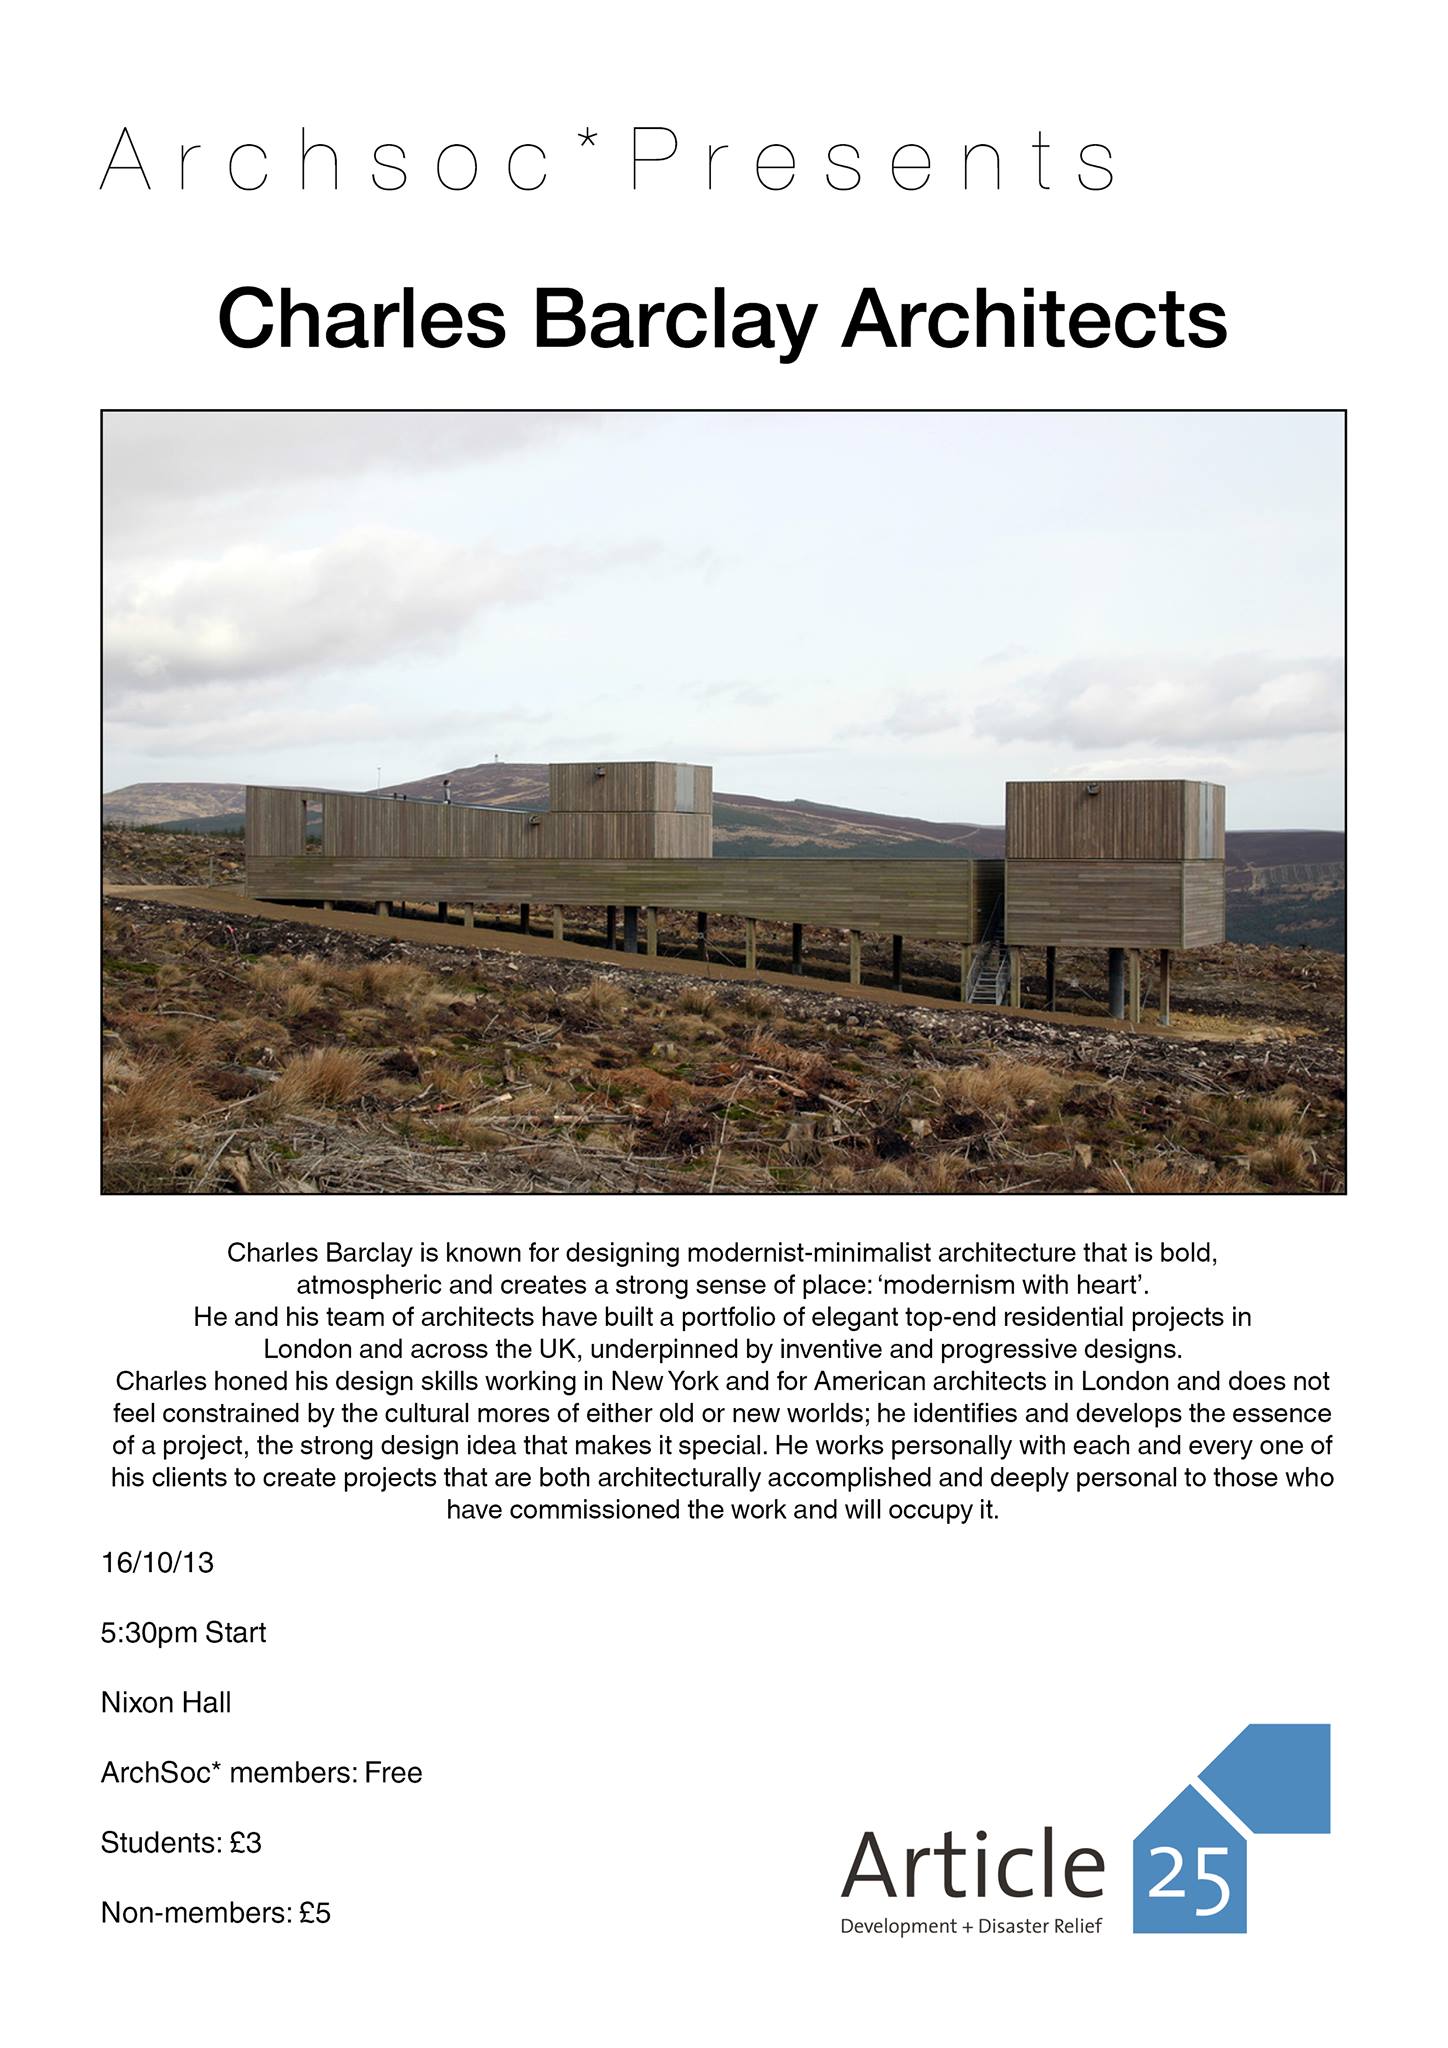 Archsoc*Presents
Charles Barclay Architects
Charles Barclay is known for designing modernist-minimalist architecture that is bold,
atmospheric and creates a strong sense of place: ‘modernism with heart’.
He and his team of architects have built a portfolio of elegant top-end residential projects in
London and across the UK, underpinned by inventive and progressive designs.
Charles honed his design skills working in New York and for American architects in London and does not
feel constrained by the cultural mores of either old or new worlds; he identifies and develops the essence
of a project, the strong design idea that makes it special. He works personally with each and every one of
his clients to create projects that are both architecturally accomplished and deeply personal to those who
have commissioned the work and will occupy it.
16/10/13
5:30pm Start
Nixon Hall
ArchSoc* members: Free
Students: £3
Non-members: £5
Article 25
Development + Disaster Relief